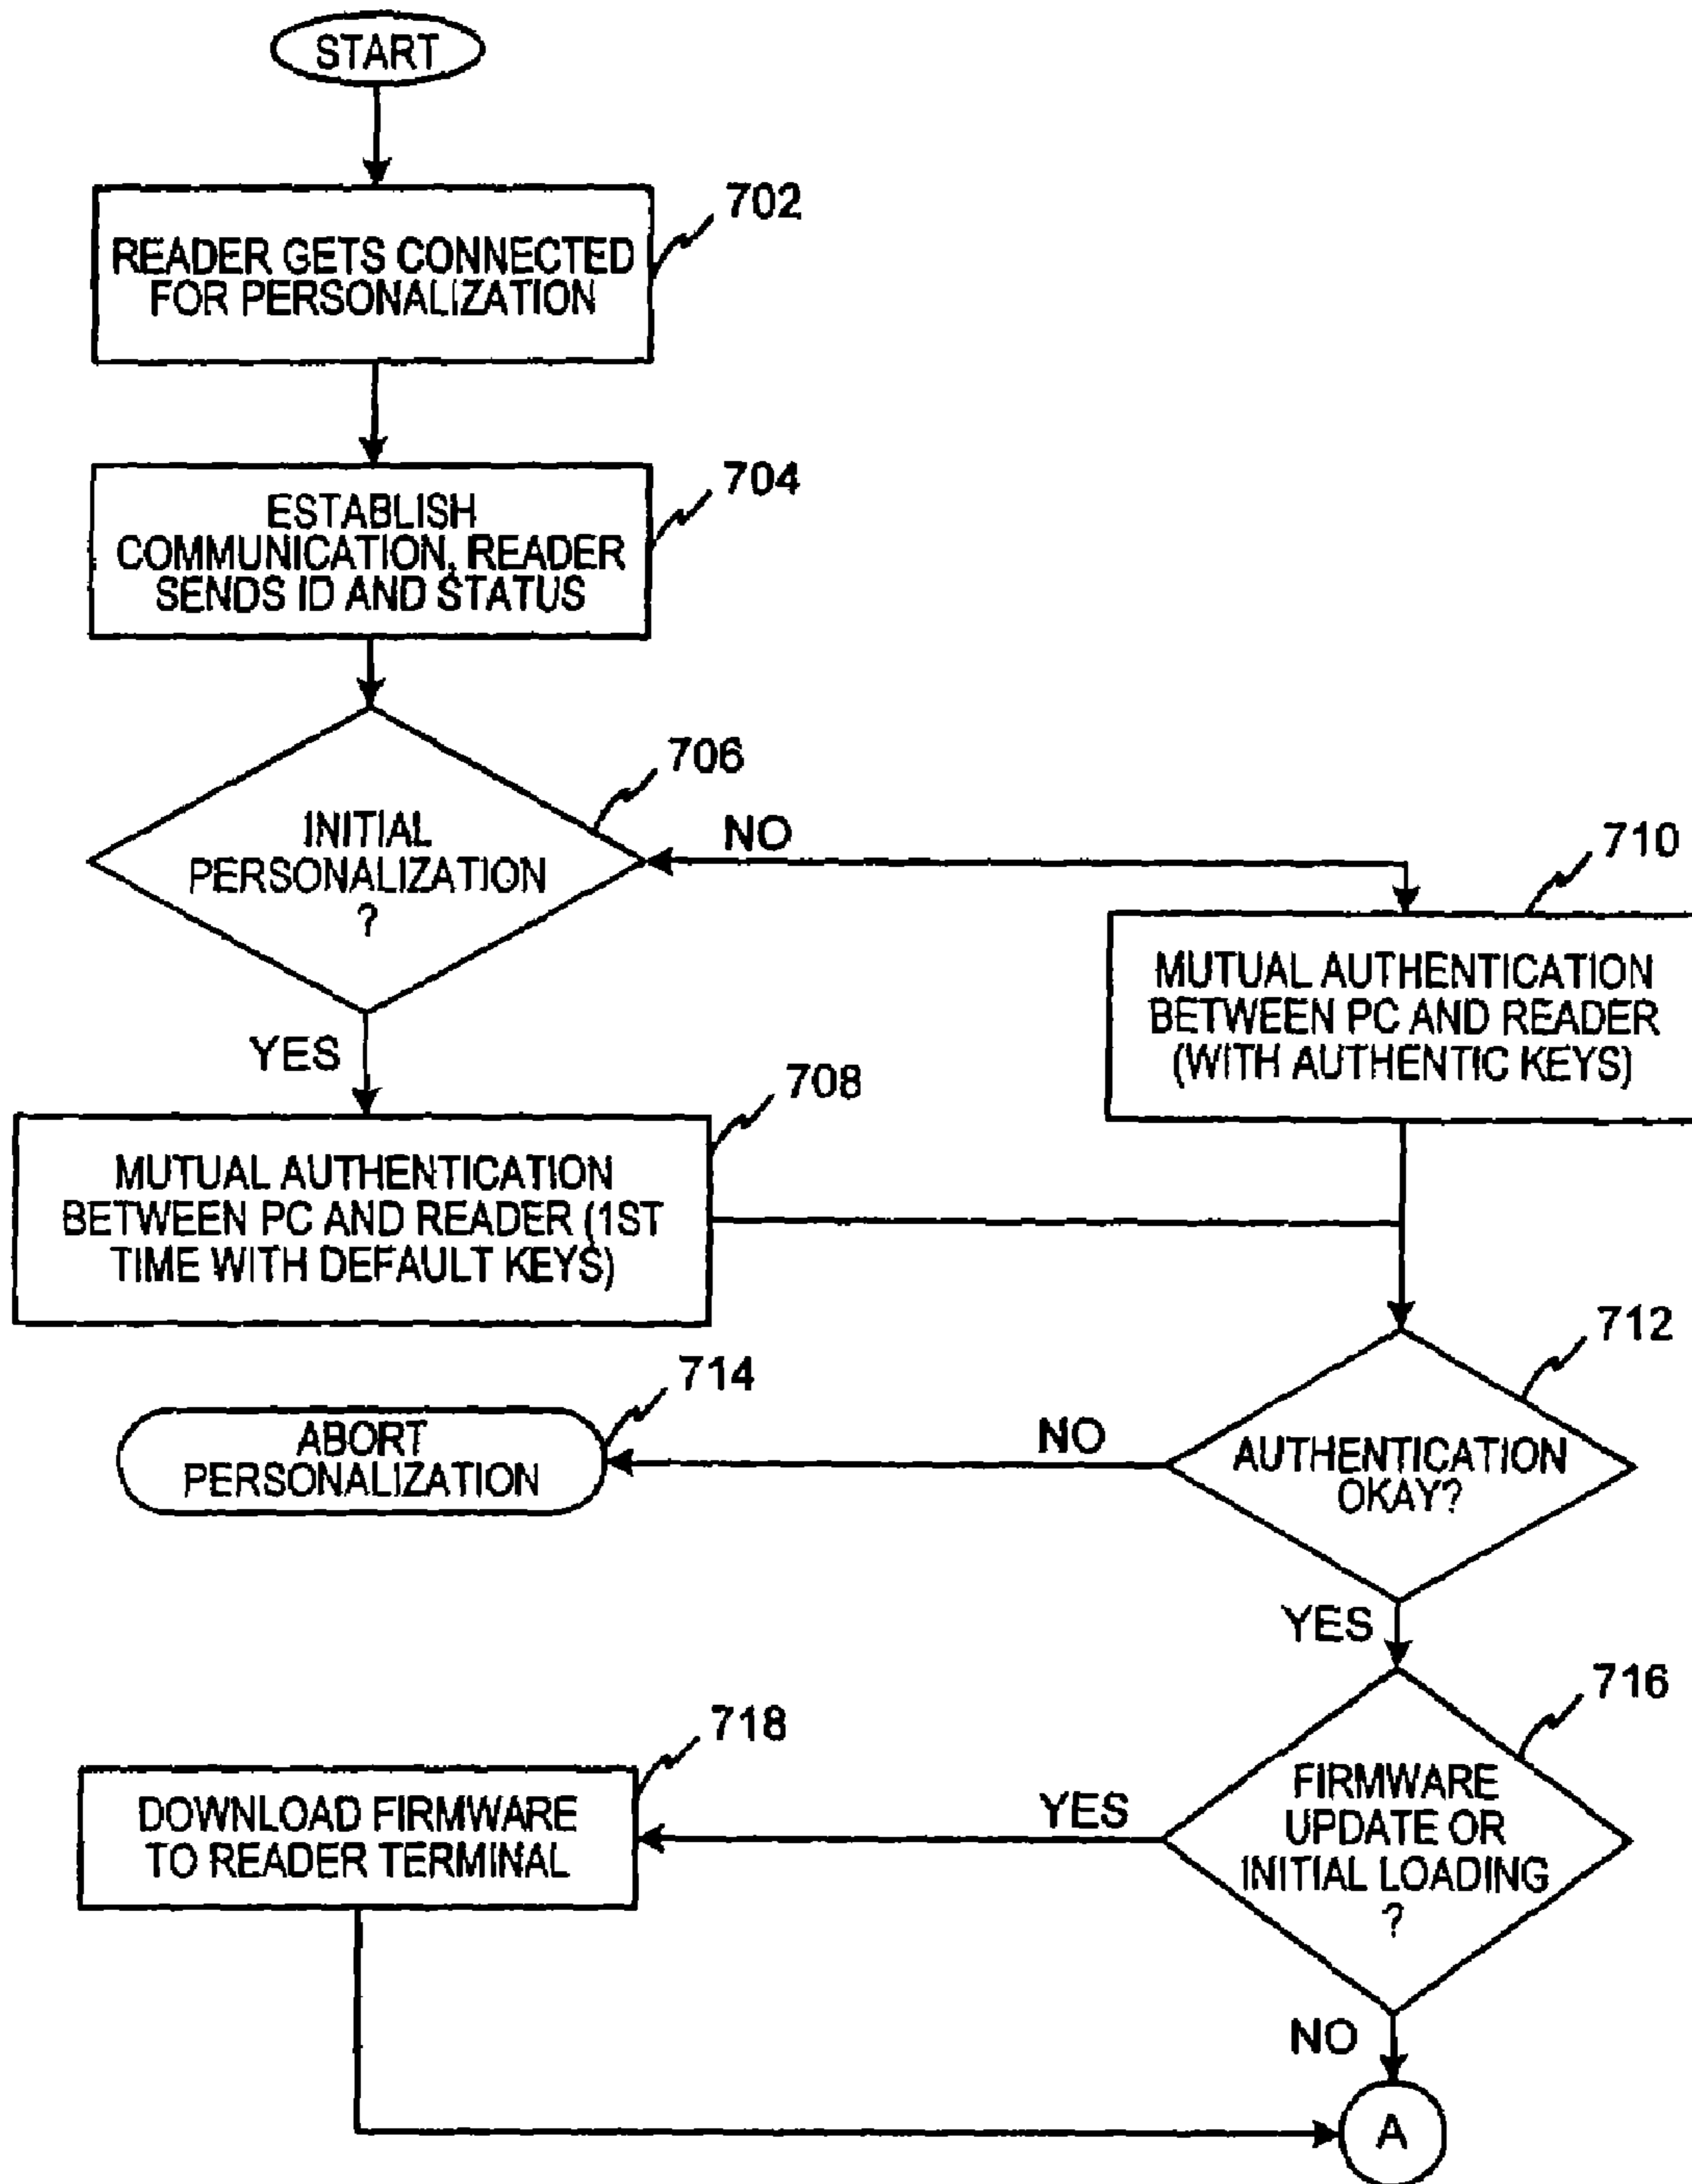 START
702
READER GETS CONNECTED
FOR PERSONALIZATION
704
ESTABLISH
COMMUNICATION, READER
SENDS ID AND STATUS
706
INITIAL
PERSONALIZATION
?
NO
710
MUTUAL AUTHENTICATION
BETWEEN PC AND READER
(WITH AUTHENTIC KEYS)
YES
708
MUTUAL AUTHENTICATION
BETWEEN PC AND READER (1ST
TIME WITH DEFAULT KEYS)
712
AUTHENTICATION
OKAY?
NO
714
ABORT
PERSONALIZATION
YES
716
FIRMWARE
UPDATE OR
INITIAL LOADING
?
YES
718
DOWNLOAD FIRMWARE
TO READER TERMINAL
NO
A